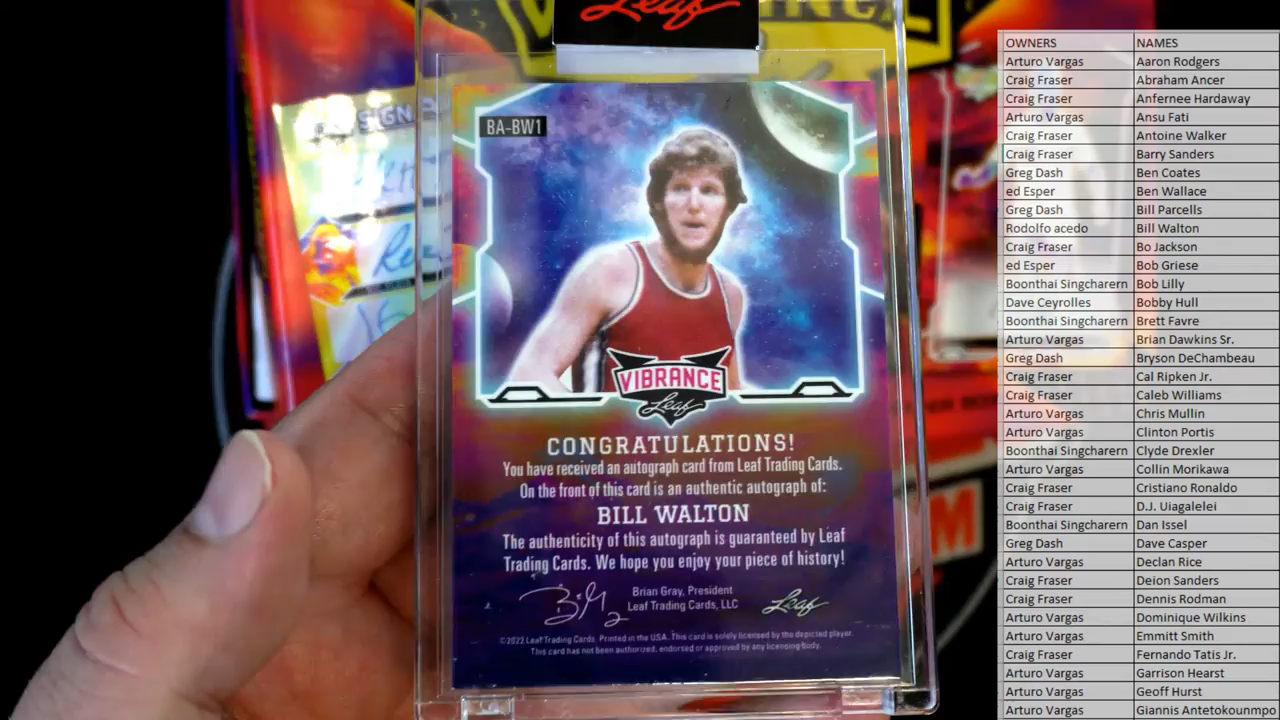 Leaf
BA-BW1
VIBRANCE
Leaf
CONGRATULATIONS!
You have received an autograph card from Leaf Trading Cards.
On the front of this card is an authentic autograph of:
BILL WALTON
The authenticity of this autograph is guaranteed by Leaf
Trading Cards. We hope you enjoy your piece of history!
Brian Gray, President
Leaf Trading Cards, LLC
Leaf
©2022 Leaf Trading Cards. Printed in the USA. This card is solely licensed by the depicted player.
This card has not been authorized, endorsed or approved by any licensing body.
OWNERS NAMES
Arturo Vargas Aaron Rodgers
Craig Fraser Abraham Ancer
Craig Fraser Anfernee Hardaway
Arturo Vargas Ansu Fati
Craig Fraser Antoine Walker
Craig Fraser Barry Sanders
Greg Dash Ben Coates
ed Esper Ben Wallace
Greg Dash Bill Parcells
Rodolfo acedo Bill Walton
Craig Fraser Bo Jackson
ed Esper Bob Griese
Boonthai Singcharern Bob Lilly
Dave Ceyrolles Bobby Hull
Boonthai Singcharern Brett Favre
Arturo Vargas Brian Dawkins Sr.
Greg Dash Bryson DeChambeau
Craig Fraser Cal Ripken Jr.
Craig Fraser Caleb Williams
Arturo Vargas Chris Mullin
Arturo Vargas Clinton Portis
Boonthai Singcharern Clyde Drexler
Arturo Vargas Collin Morikawa
Craig Fraser Cristiano Ronaldo
Craig Fraser D.J. Uiagalelei
Boonthai Singcharern Dan Issel
Greg Dash Dave Casper
Arturo Vargas Declan Rice
Craig Fraser Deion Sanders
Craig Fraser Dennis Rodman
Arturo Vargas Dominique Wilkins
Arturo Vargas Emmitt Smith
Craig Fraser Fernando Tatis Jr.
Arturo Vargas Garrison Hearst
Arturo Vargas Geoff Hurst
Arturo Vargas Giannis Antetokounmpo